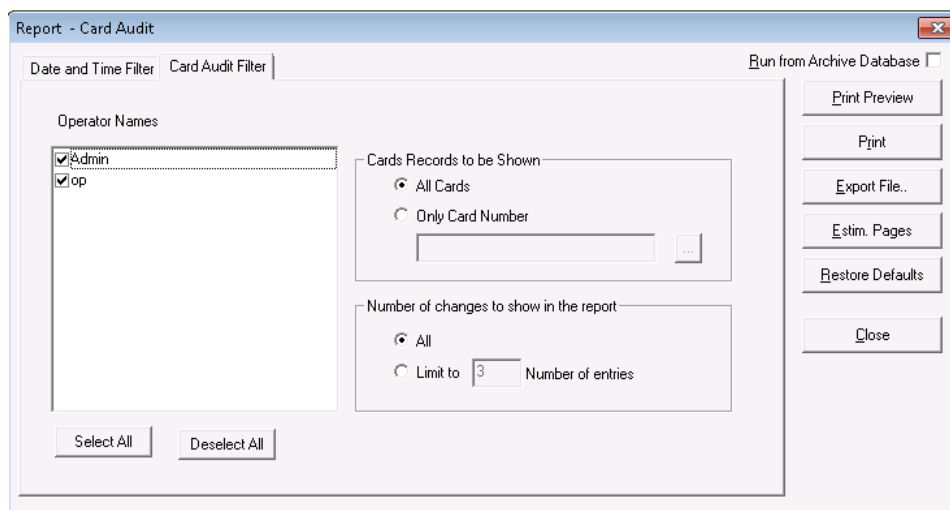 Report - Card Audit
Date and Time Filter
Card Audit Filter
Run from Archive Database
Operator Names
Admin
op
Cards Records to be Shown
All Cards
Only Card Number
...
Number of changes to show in the report
All
Limit to 3 Number of entries
Select All
Deselect All
Print Preview
Print
Export File..
Estim. Pages
Restore Defaults
Close